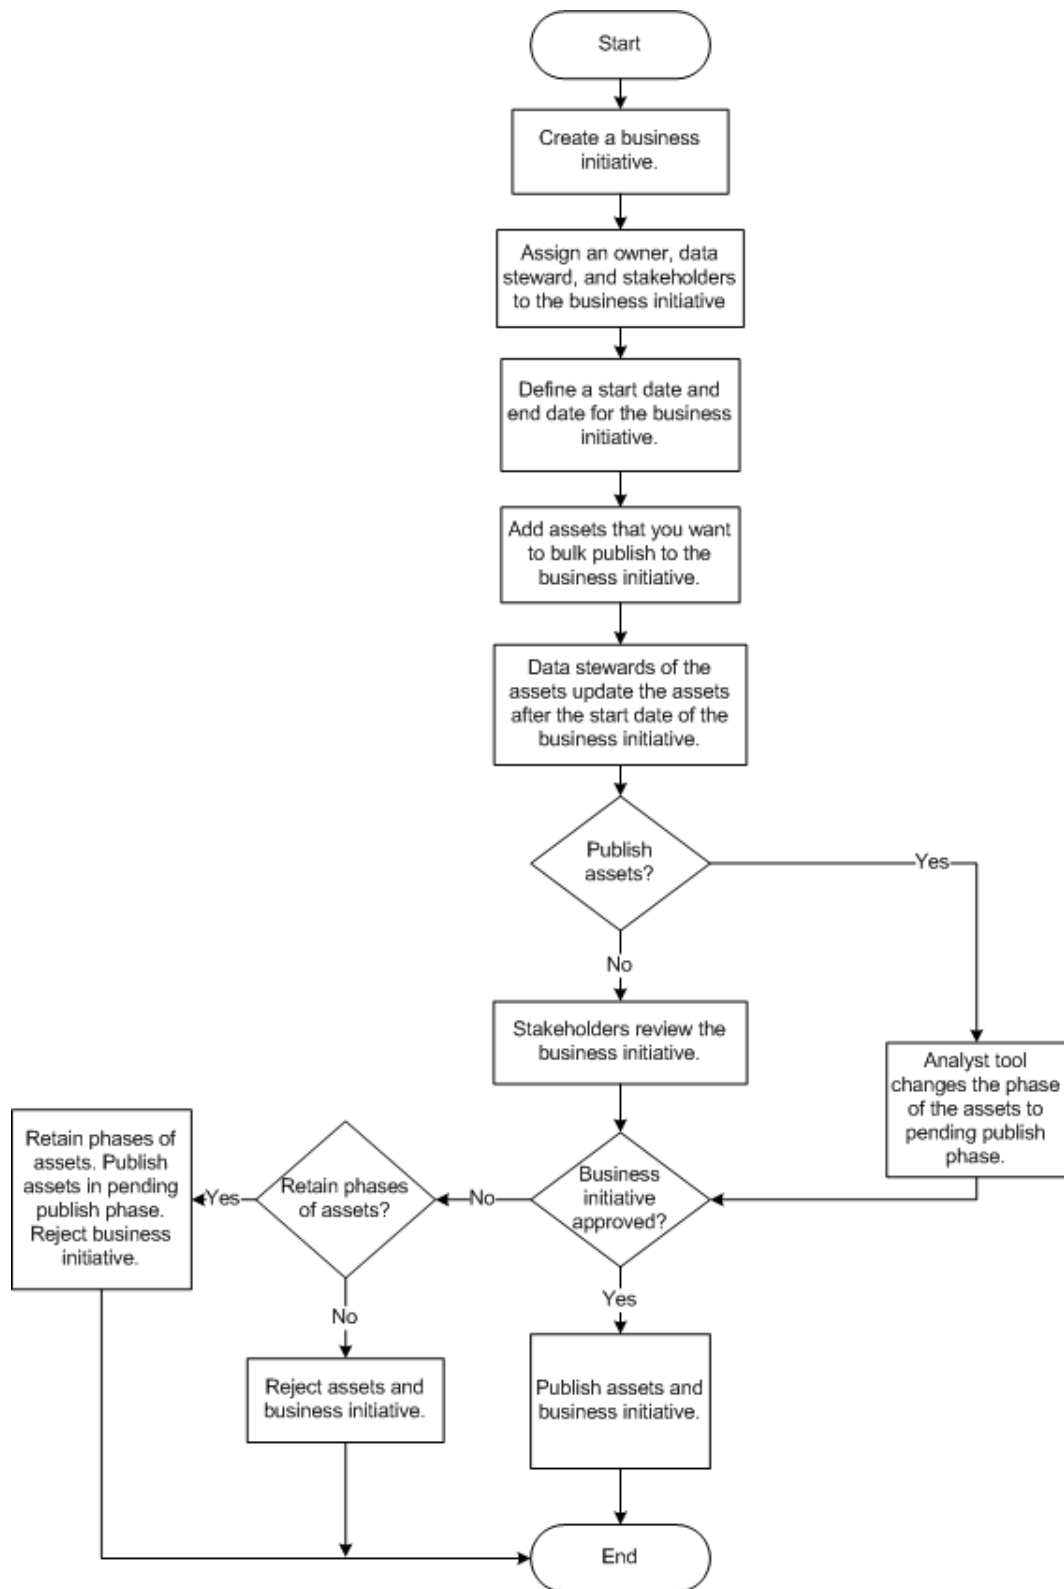 Start
Create a business
initiative.
Assign an owner, data
steward, and stakeholders
to the business initiative
Define a start date and
end date for the business
initiative.
Add assets that you want
to bulk publish to the
business initiative.
Data stewards of the
assets update the assets
after the start date of the
business initiative.
Publish
assets?
Yes
No
Stakeholders review the
business initiative.
Analyst tool
changes the phase
of the assets to
pending publish
phase.
Business
initiative
approved?
No
Retain phases
of assets?
Yes
Retain phases of
assets. Publish
assets in pending
publish phase.
Reject business
initiative.
No
Reject assets and
business initiative.
Yes
Publish assets and
business initiative.
End